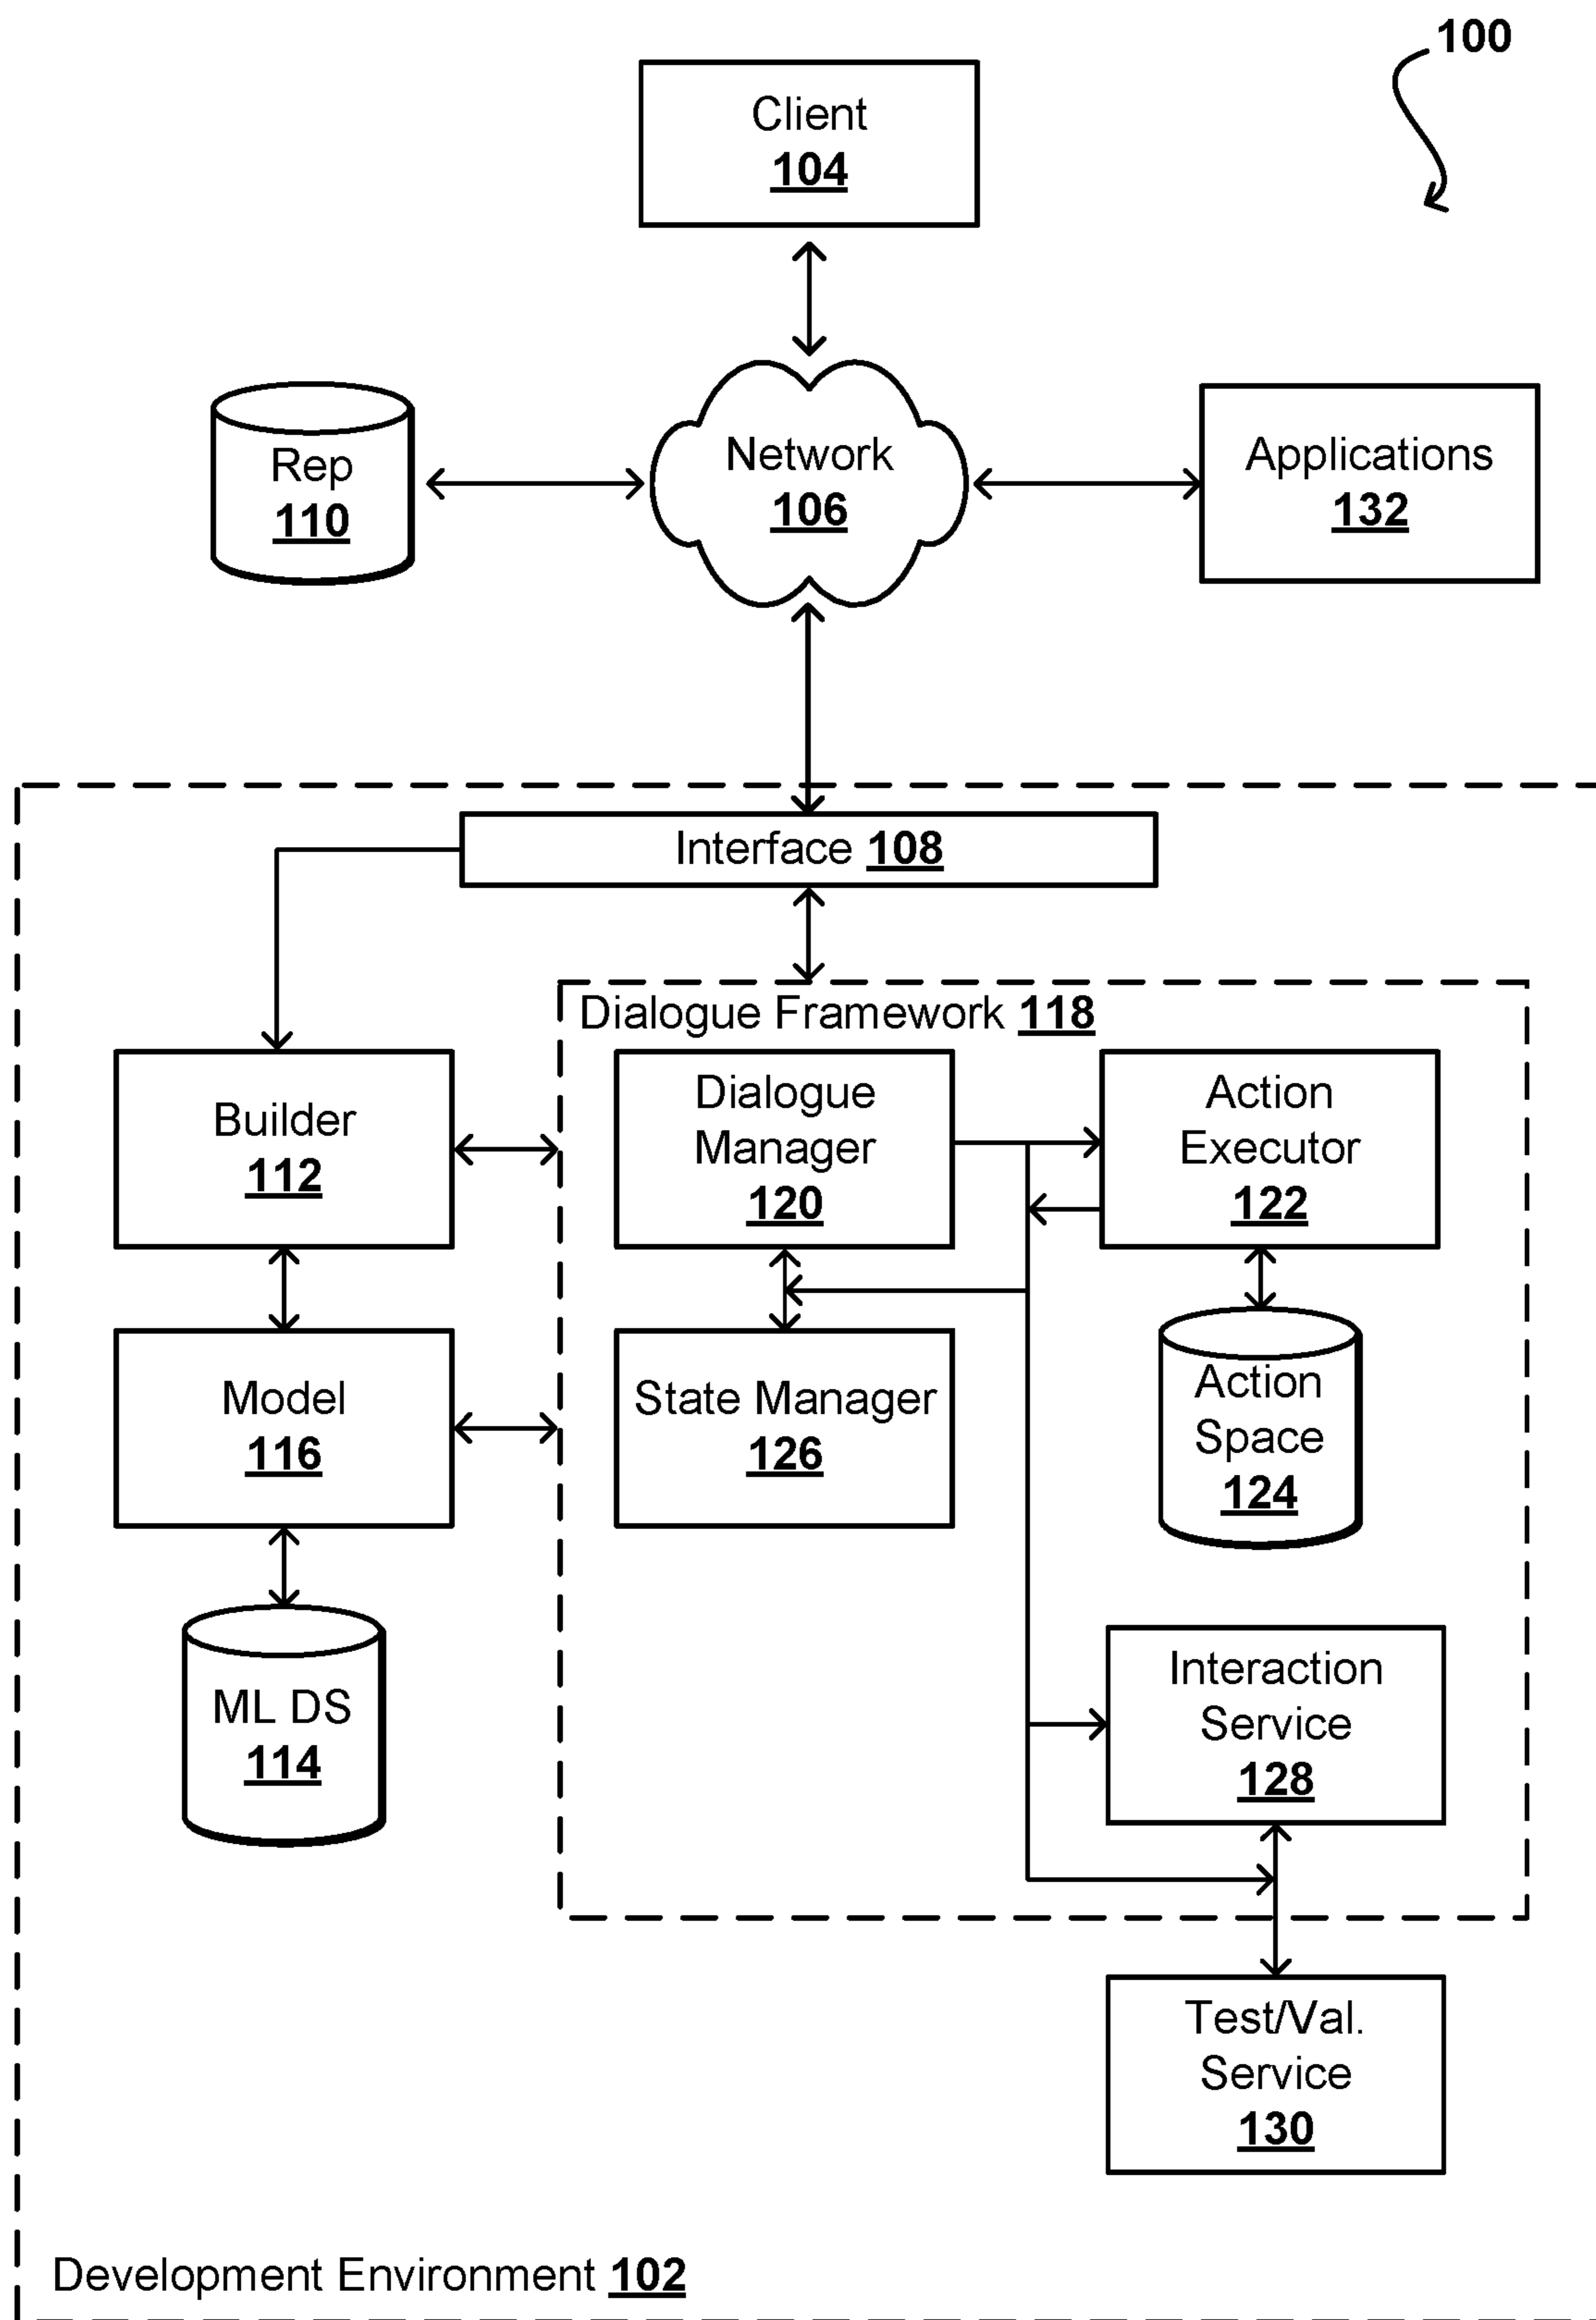 100
Client
104
Rep
110
Network
106
Applications
132
Interface 108
Dialogue Framework 118
Builder
112
Dialogue
Manager
120
Action
Executor
122
Model
116
State Manager
126
Action
Space
124
ML DS
114
Interaction
Service
128
Test/Val.
Service
130
Development Environment 102